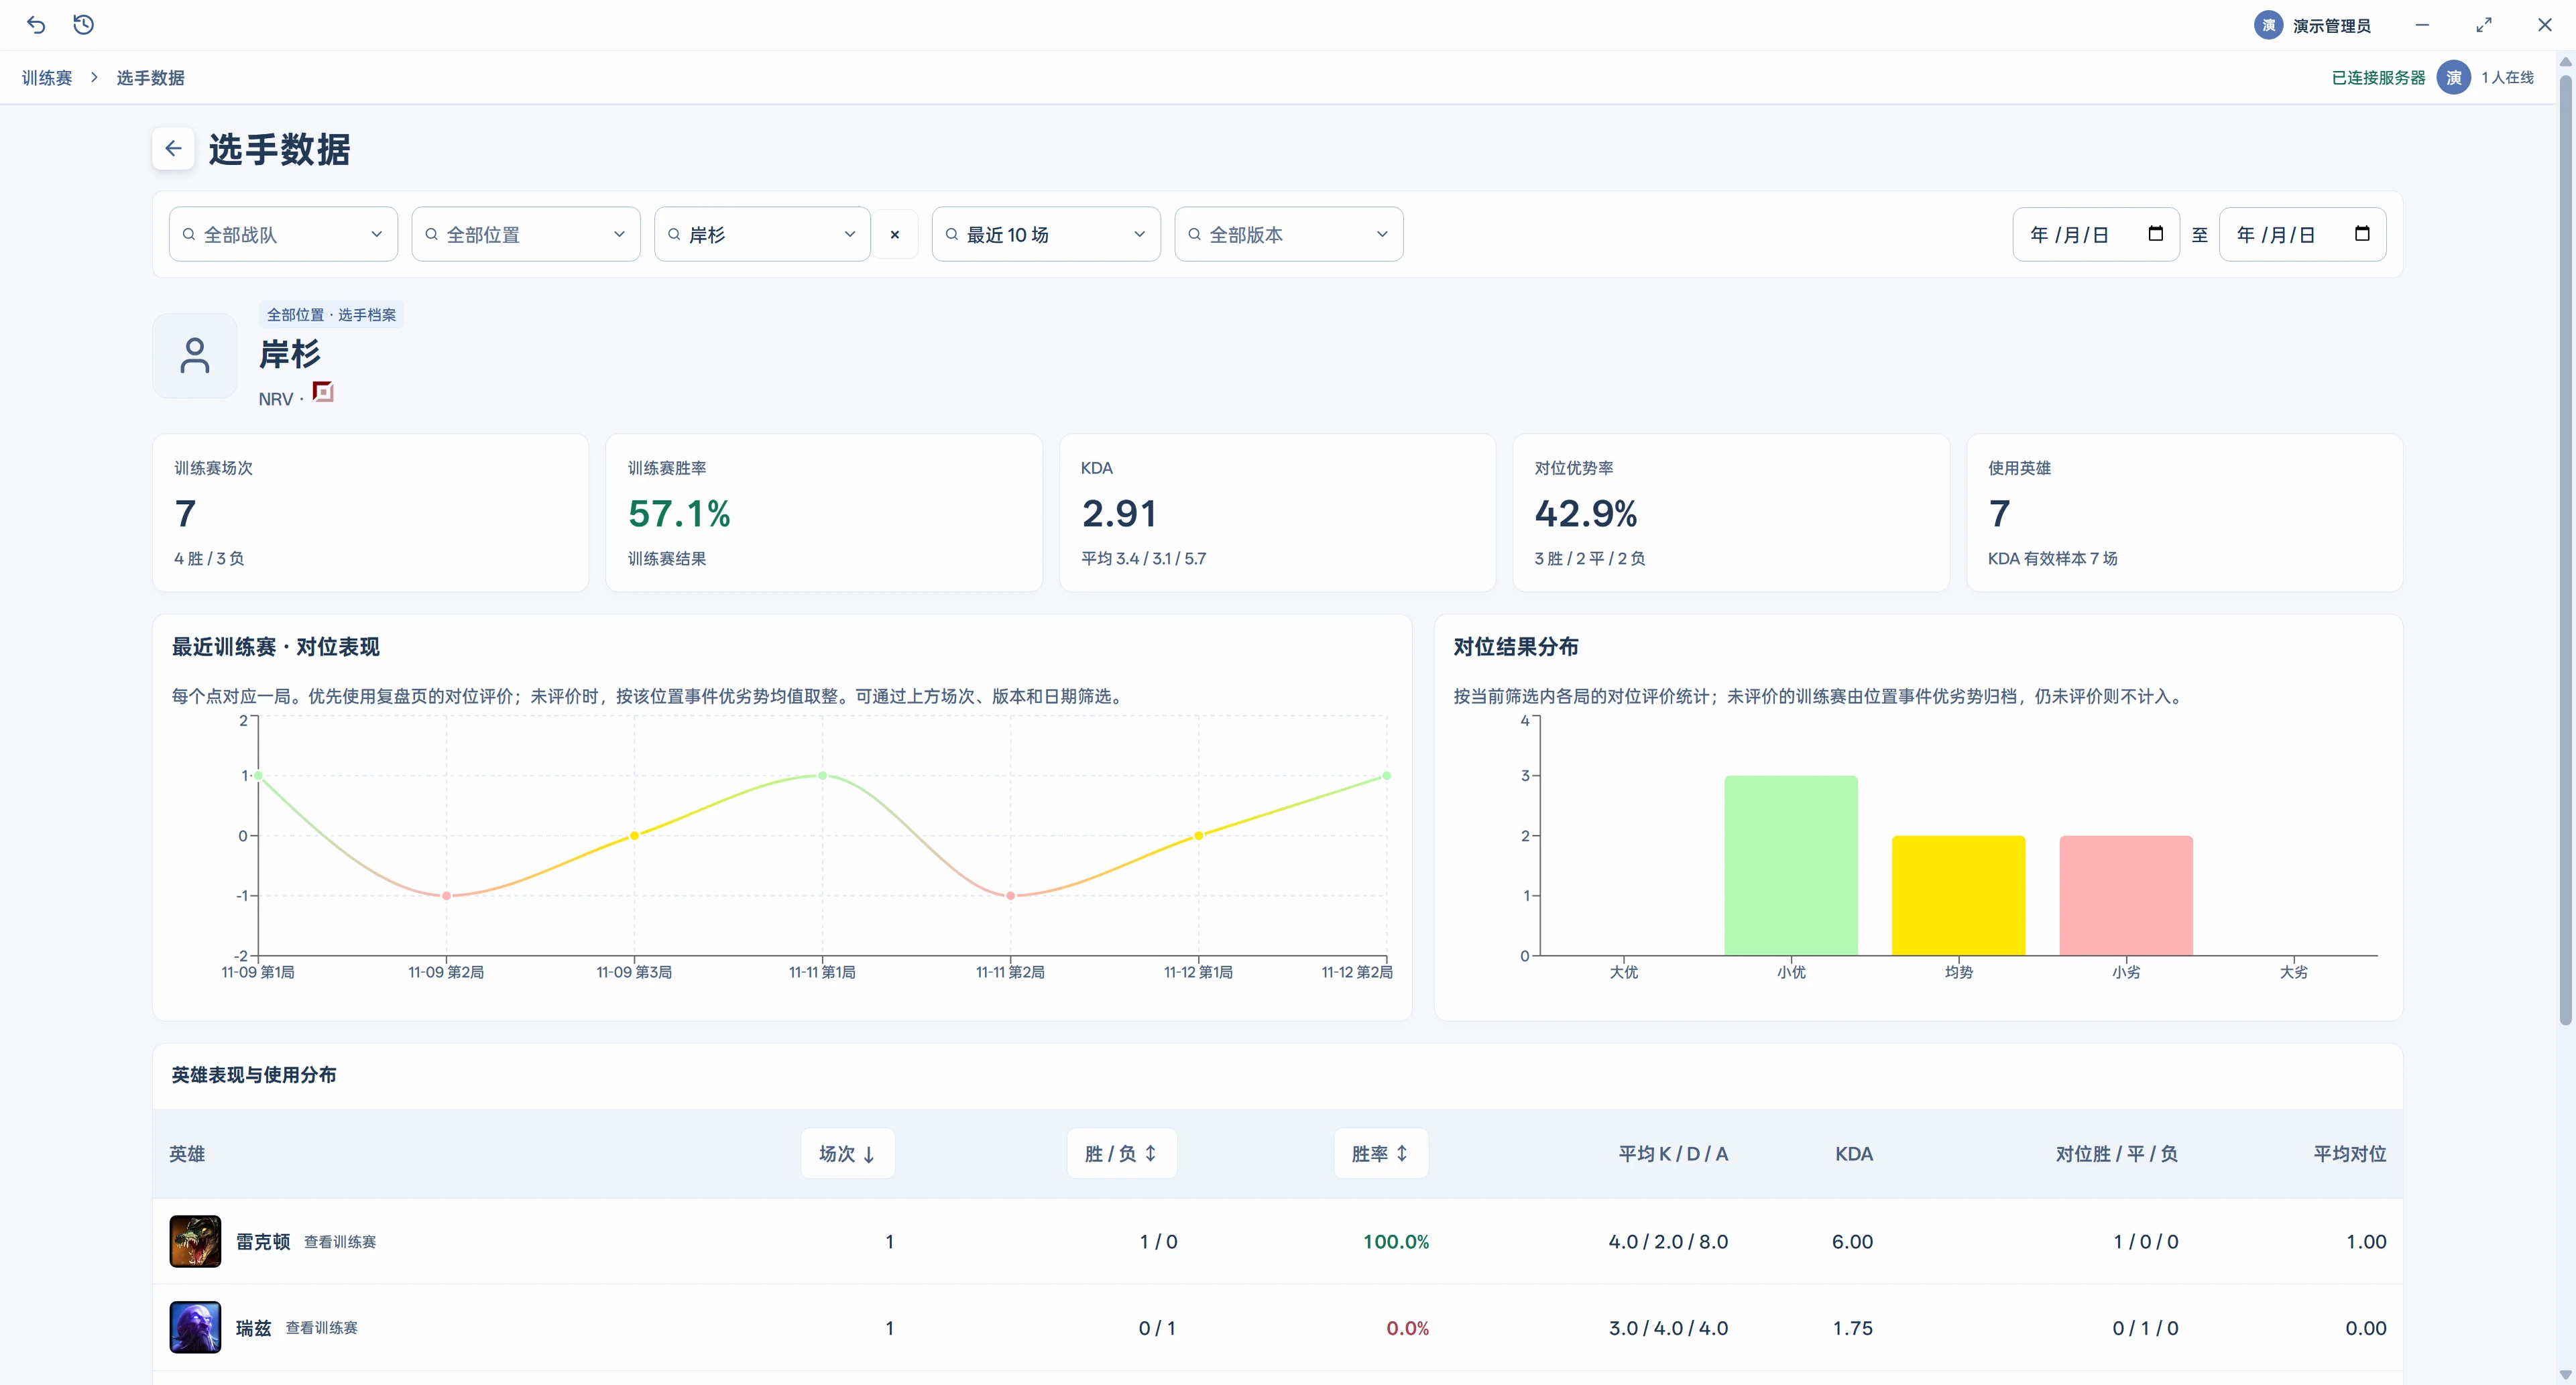 演 演示管理员
训练赛 > 选手数据
已连接服务器 演 1 人在线
选手数据
全部战队
全部位置
岸杉
×
最近 10 场
全部版本
年 /月/日 至 年 /月/日
全部位置 · 选手档案
岸杉
NRV ·
训练赛场次
7
4 胜 / 3 负
训练赛胜率
57.1%
训练赛结果
KDA
2.91
平均 3.4 / 3.1 / 5.7
对位优势率
42.9%
3 胜 / 2 平 / 2 负
使用英雄
7
KDA 有效样本 7 场
最近训练赛 · 对位表现
每个点对应一局。优先使用复盘页的对位评价；未评价时，按该位置事件优劣势均值取整。可通过上方场次、版本和日期筛选。
2
1
0
-1
-2
11-09 第1局 11-09 第2局 11-09 第3局 11-11 第1局 11-11 第2局 11-12 第1局 11-12 第2局
对位结果分布
按当前筛选内各局的对位评价统计；未评价的训练赛由位置事件优劣势归档，仍未评价则不计入。
4
3
2
1
0
大优 小优 均势 小劣 大劣
英雄表现与使用分布
英雄 场次 ↓ 胜 / 负 ↕ 胜率 ↕ 平均 K / D / A KDA 对位胜 / 平 / 负 平均对位
雷克顿 查看训练赛 1 1 / 0 100.0% 4.0 / 2.0 / 8.0 6.00 1 / 0 / 0 1.00
瑞兹 查看训练赛 1 0 / 1 0.0% 3.0 / 4.0 / 4.0 1.75 0 / 1 / 0 0.00